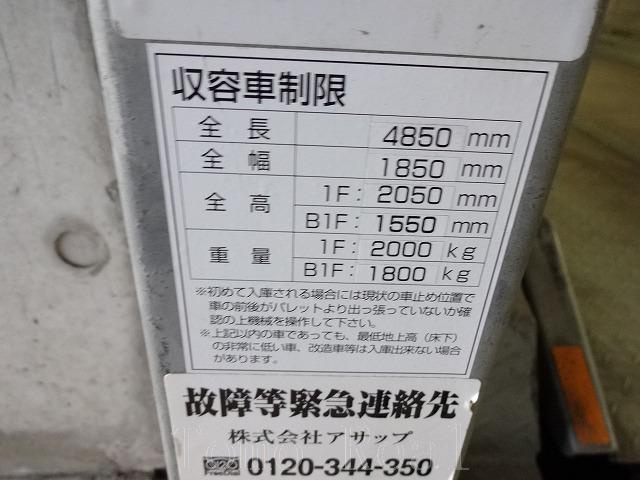 収容車制限
全長 4850 mm
全幅 1850 mm
全高 1F: 2050 mm
B1F: 1550 mm
重量 1F: 2000 kg
B1F: 1800 kg
※初めて入庫される場合には現状の車止め位置で
車の前後がパレットより出っ張っていないか確
認の上機械を操作して下さい。
※上記以内の車であっても、最低地上高(床下)
の非常に低い車、改造車等は入庫出来ない場合
があります。
故障等緊急連絡先
株式会社アサップ
FreeDial 0120-344-350